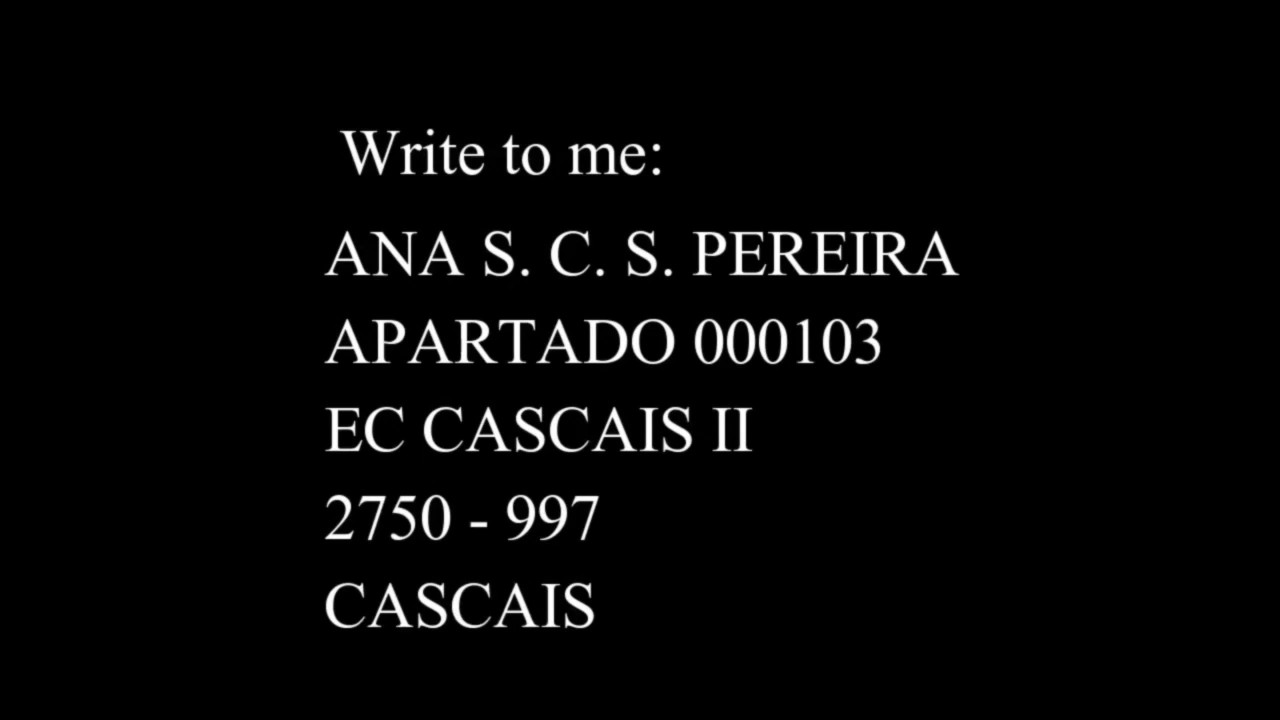 Write to me:
ANA S. C. S. PEREIRA
APARTADO 000103
EC CASCAIS II
2750 - 997
CASCAIS